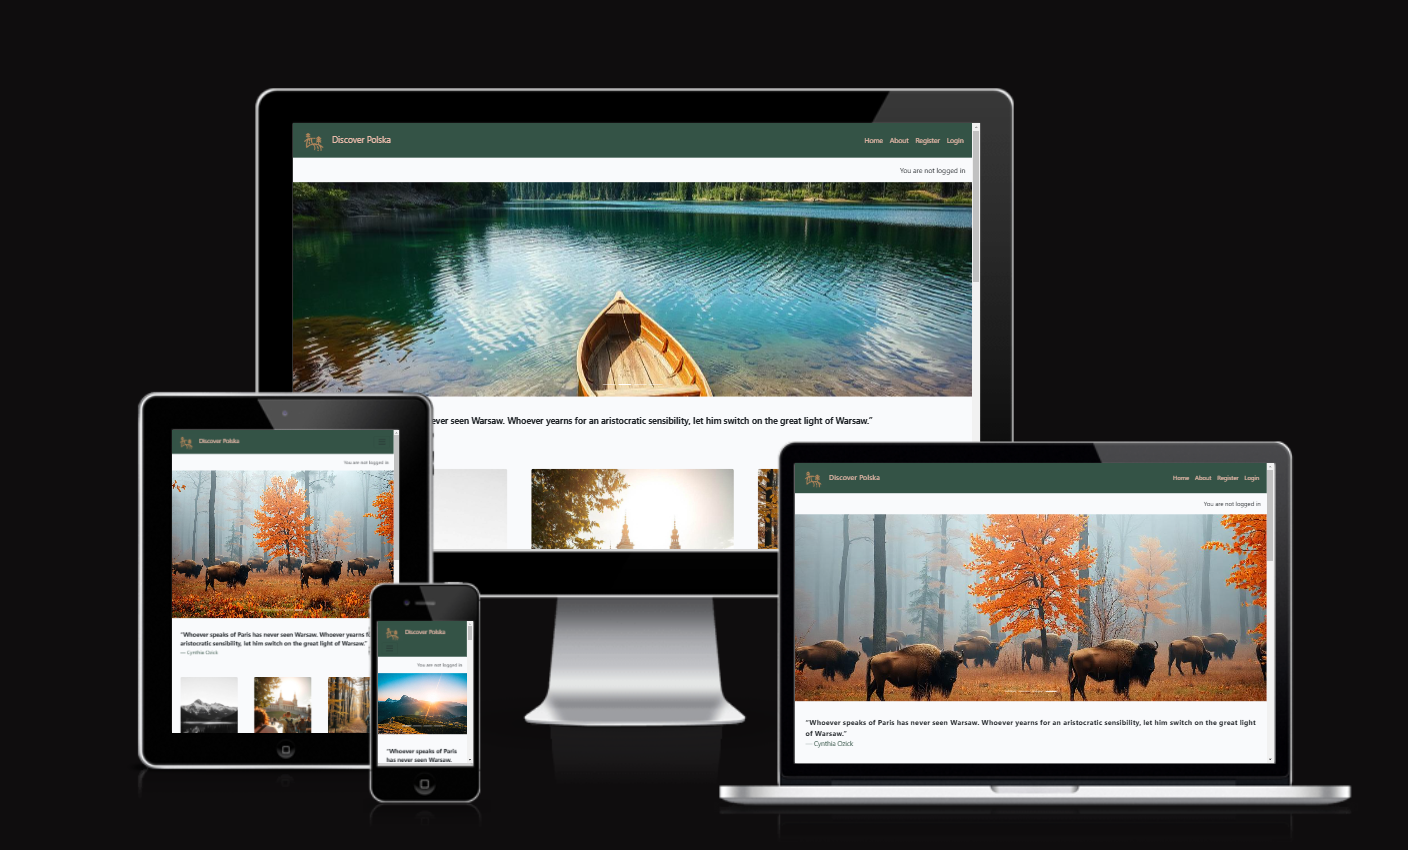 Discover Polska
Home About Register Login
You are not logged in
ever seen Warsaw. Whoever yearns for an aristocratic sensibility, let him switch on the great light of Warsaw.”
Discover Polska
You are not logged in
“Whoever speaks of Paris has never seen Warsaw. Whoever yearns
aristocratic sensibility, let him switch on the great light of Warsaw.”
— Cynthia Ozick
Discover Polska
You are not logged in
“Whoever speaks of Paris
has never seen Warsaw.
Discover Polska
Home About Register Login
You are not logged in
“Whoever speaks of Paris has never seen Warsaw. Whoever yearns for an aristocratic sensibility, let him switch on the great light
of Warsaw.”
— Cynthia Ozick